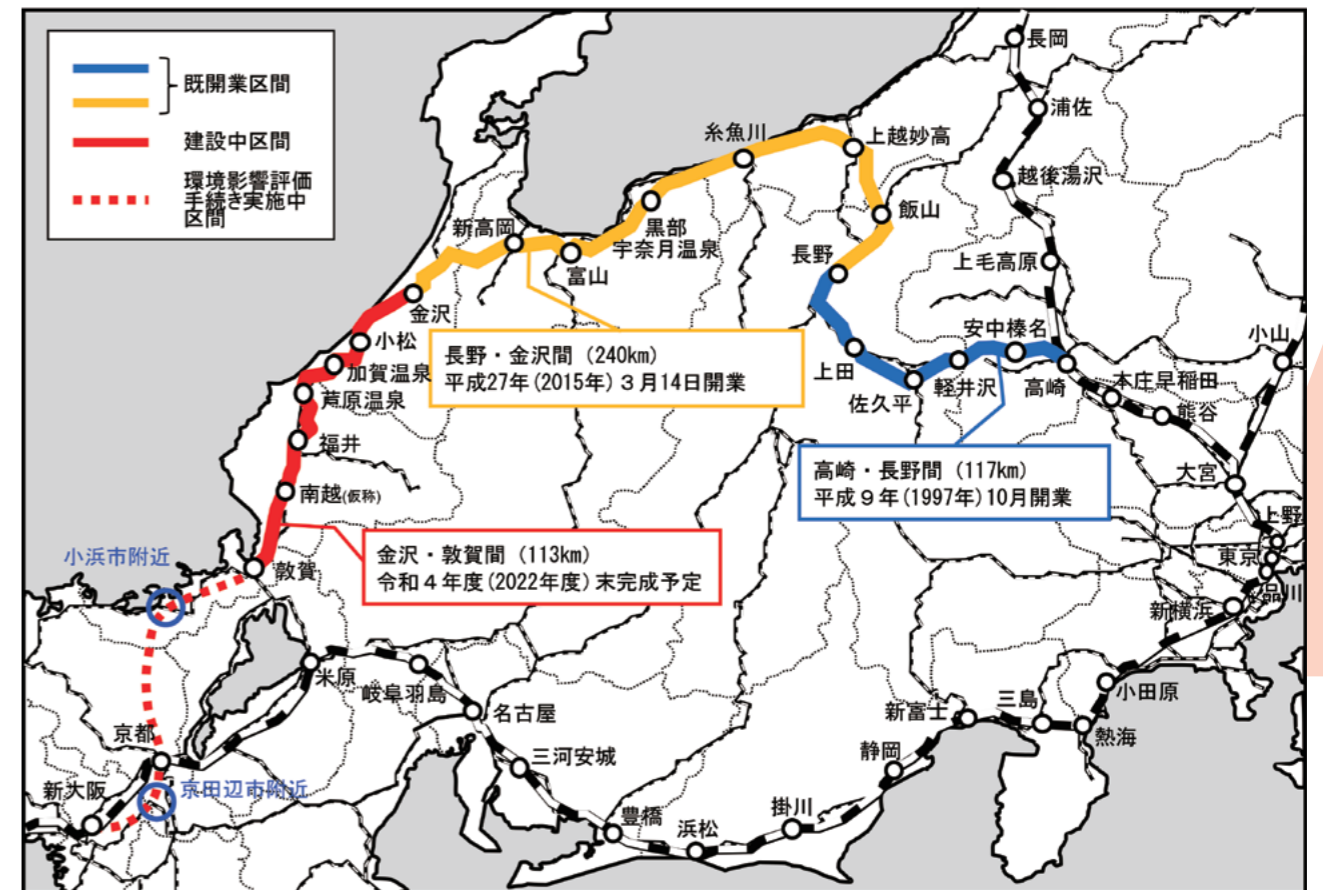 既開業区間
建設中区間
環境影響評価
手続き実施中
区間
長岡
浦佐
越後湯沢
上毛高原
糸魚川
上越妙高
飯山
長野
黒部
宇奈月温泉
新高岡
富山
金沢
小松
加賀温泉
芦原温泉
福井
南越(仮称)
敦賀
長野・金沢間 (240km)
平成27年(2015年) 3月14日開業
上田
佐久平
軽井沢
安中榛名
高崎
本庄早稲田
熊谷
小山
大宮
上野
東京
品川
新横浜
高崎・長野間 (117km)
平成9年(1997年)10月開業
金沢・敦賀間 (113km)
令和4年度(2022年度) 末完成予定
小浜市附近
京都
新大阪
京田辺市附近
米原
岐阜羽島
名古屋
三河安城
豊橋
浜松
掛川
静岡
新富士
三島
熱海
小田原